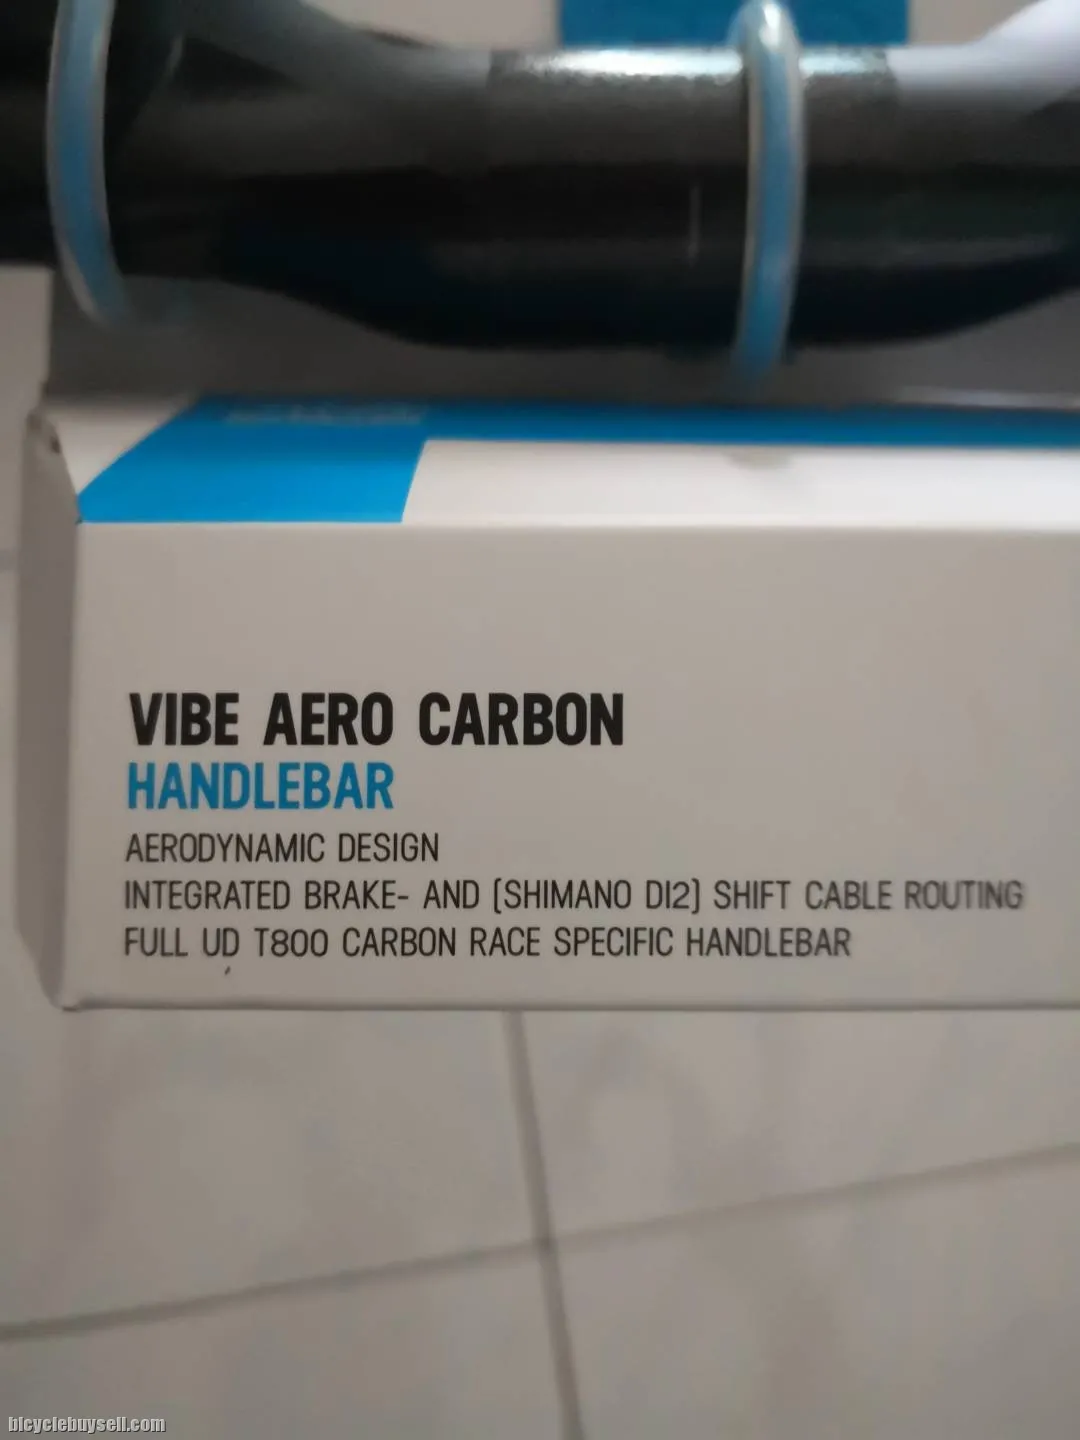 VIBE AERO CARBON
HANDLEBAR
AERODYNAMIC DESIGN
INTEGRATED BRAKE- AND (SHIMANO DI2) SHIFT CABLE ROUTING
FULL UD T800 CARBON RACE SPECIFIC HANDLEBAR
bicyclebuysell.com